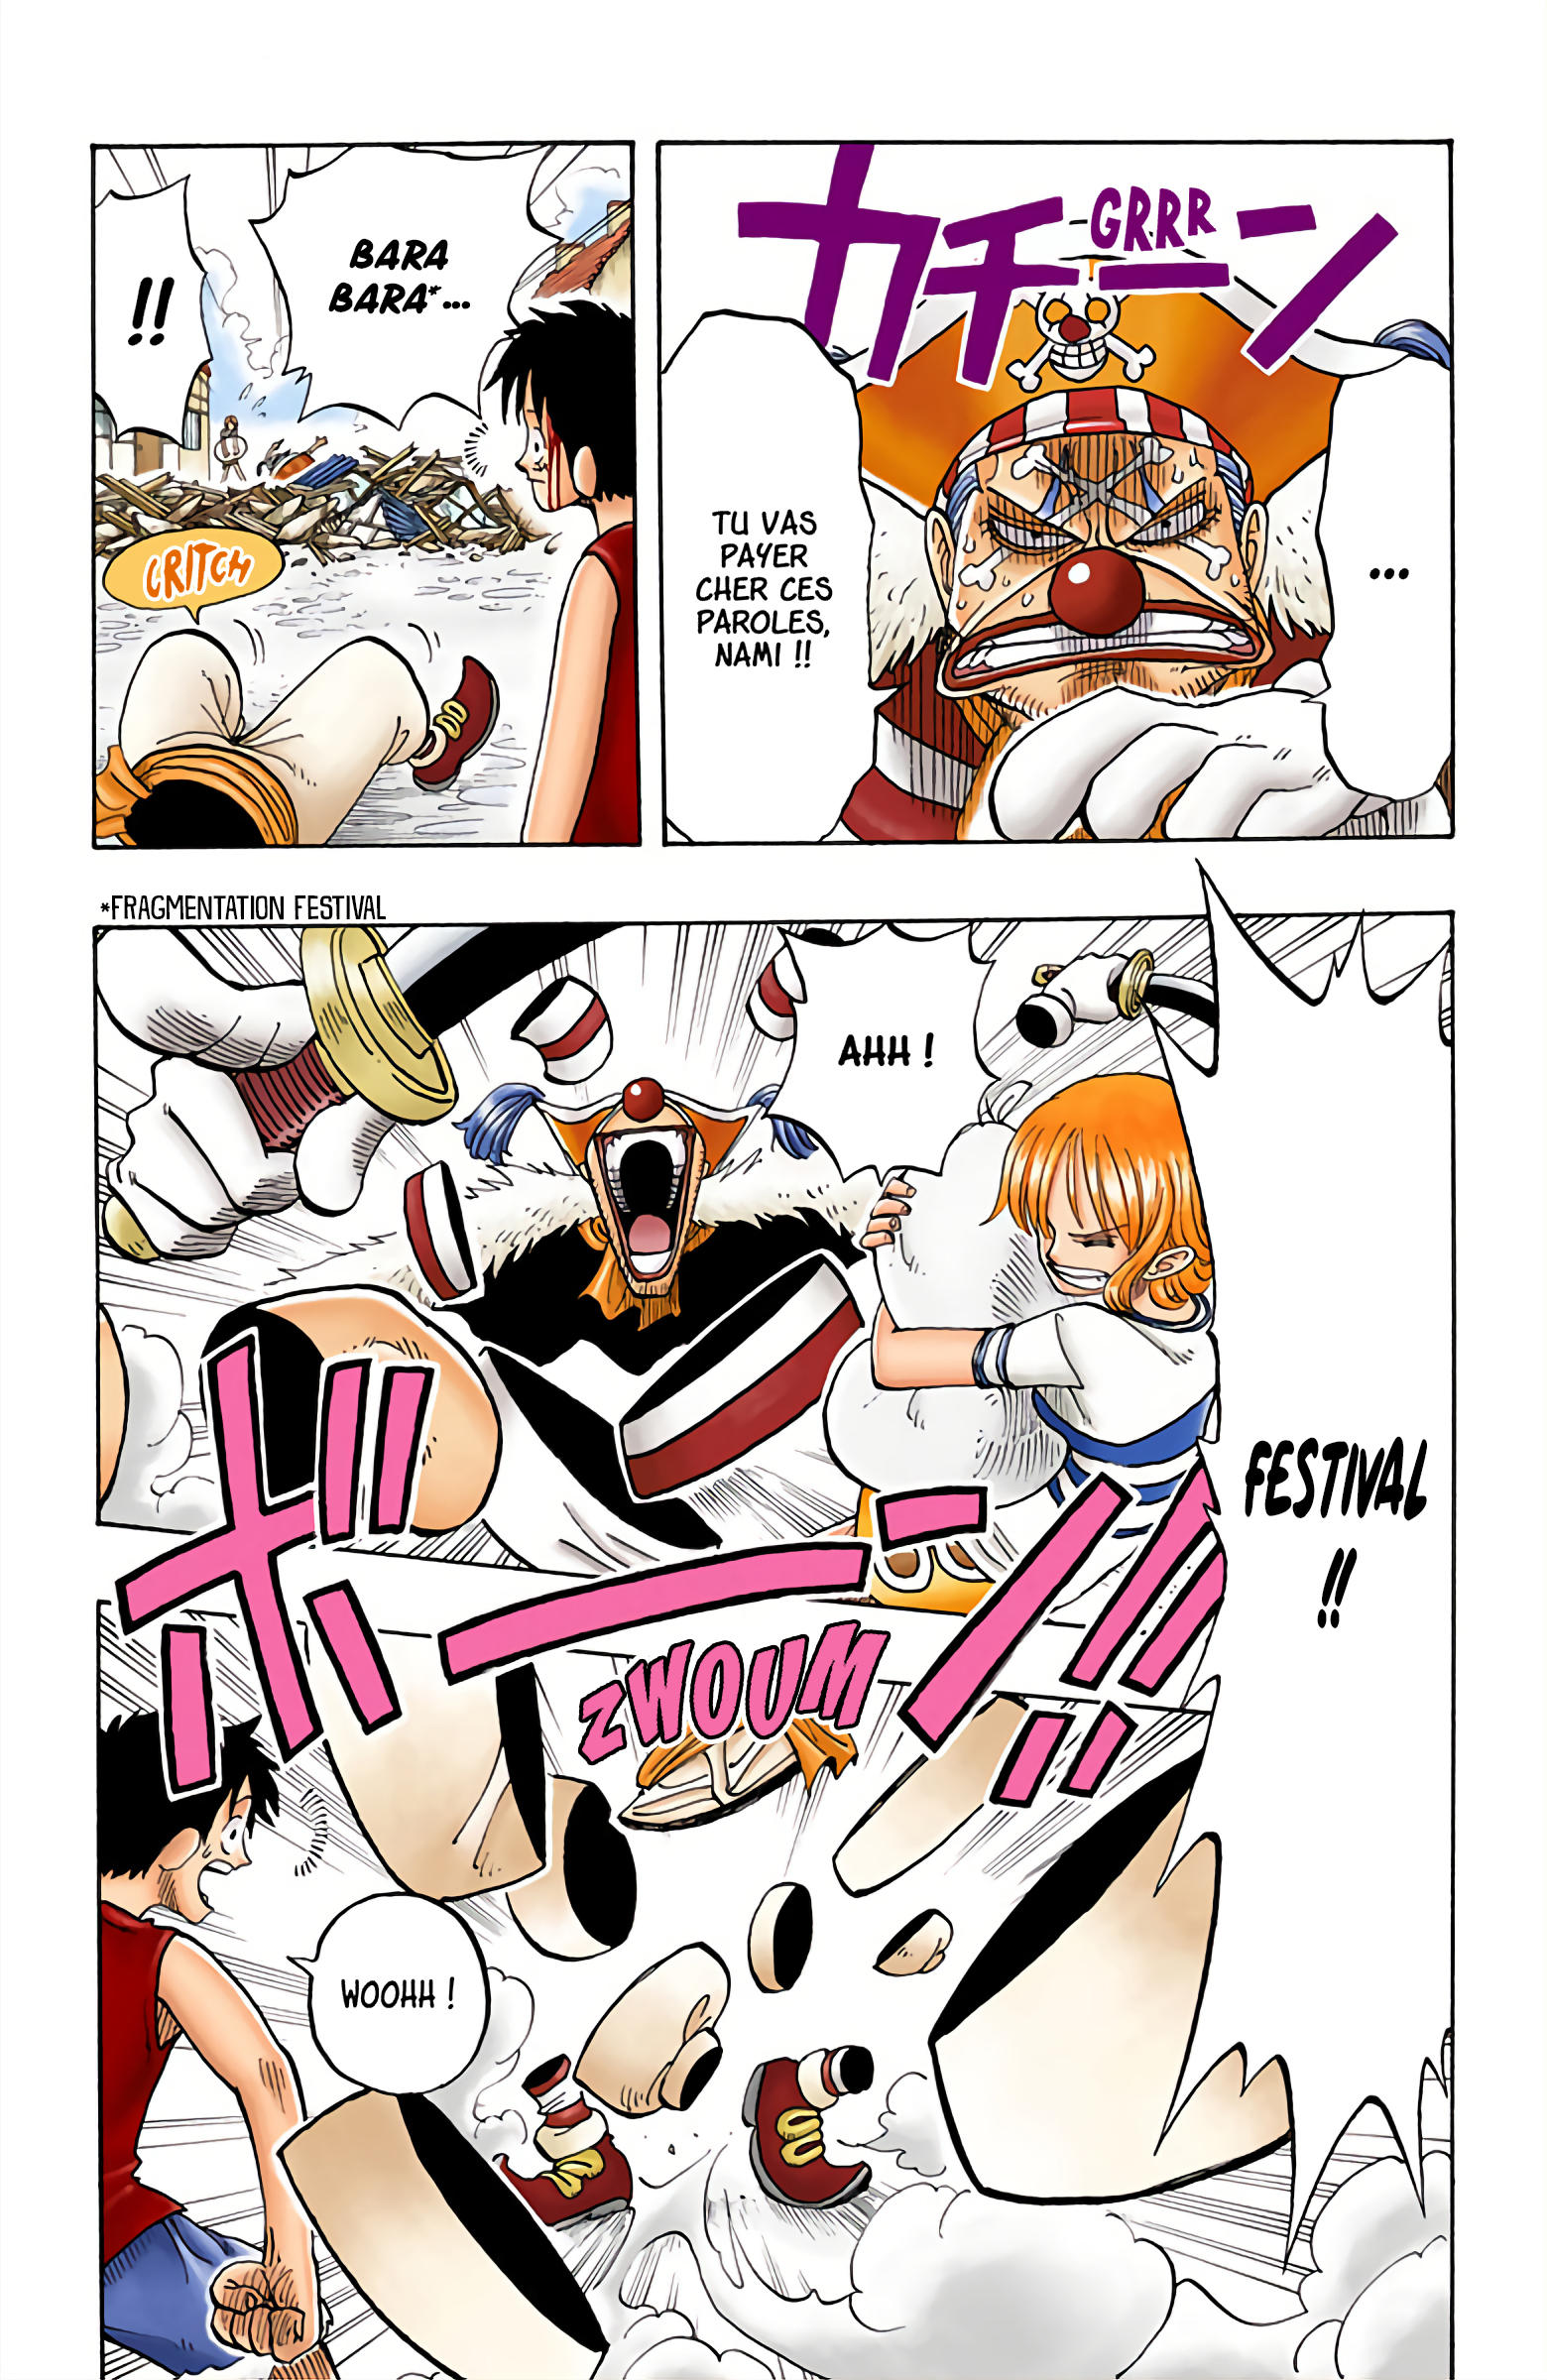 カチーン
GRRR
...
TU VAS
PAYER
CHER CES
PAROLES,
NAMI !!
BARA
BARA*...
!!
CRITCH
*FRAGMENTATION FESTIVAL
FESTIVAL
!!
AHH !
ボーン!!
ZWOUM
WOOHH !